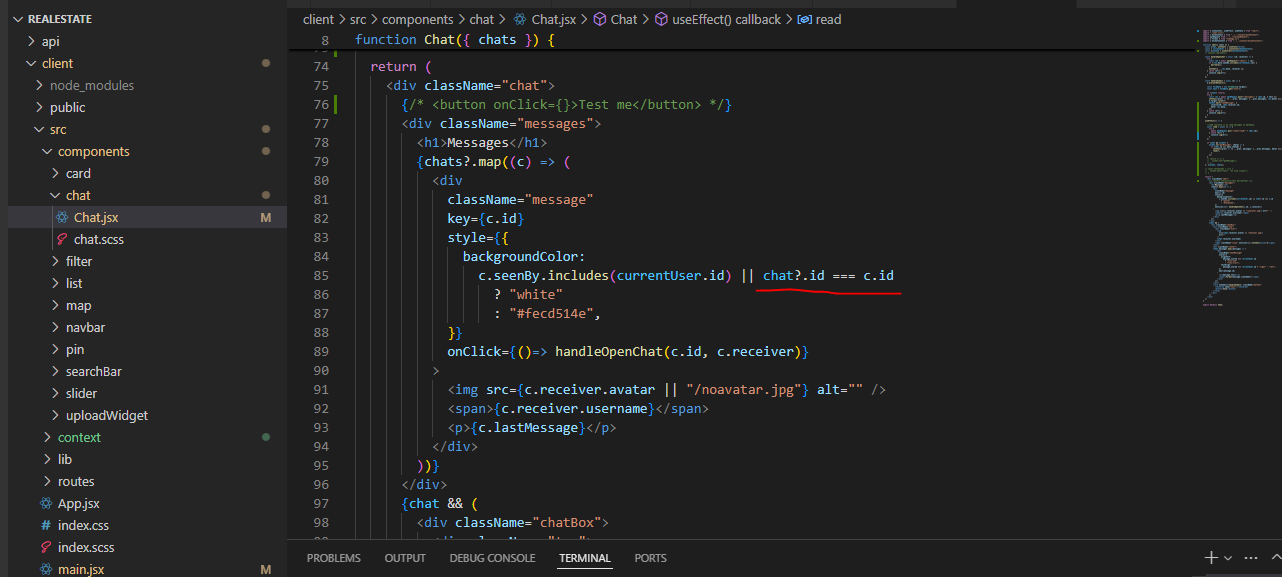 REALESTATE
api
client
node_modules
public
src
components
card
chat
Chat.jsx M
chat.scss
filter
list
map
navbar
pin
searchBar
slider
uploadWidget
context
lib
routes
App.jsx
# index.css
index.scss
main.jsx M
client > src > components > chat > Chat.jsx > Chat > useEffect() callback > read
8 function Chat({ chats }) {
74 return (
75 <div className="chat">
76 {/* <button onClick={}>Test me</button> */}
77 <div className="messages">
78 <h1>Messages</h1>
79 {chats?.map((c) => (
80 <div
81 className="message"
82 key={c.id}
83 style={{
84 backgroundColor:
85 c.seenBy.includes(currentUser.id) || chat?.id === c.id
86 ? "white"
87 : "#fecd514e",
88 }}
89 onClick={()=> handleOpenChat(c.id, c.receiver)}
90 >
91 <img src={c.receiver.avatar || "/noavatar.jpg"} alt="" />
92 <span>{c.receiver.username}</span>
93 <p>{c.lastMessage}</p>
94 </div>
95 ))}
96 </div>
97 {chat && (
98 <div className="chatBox">
PROBLEMS OUTPUT DEBUG CONSOLE TERMINAL PORTS